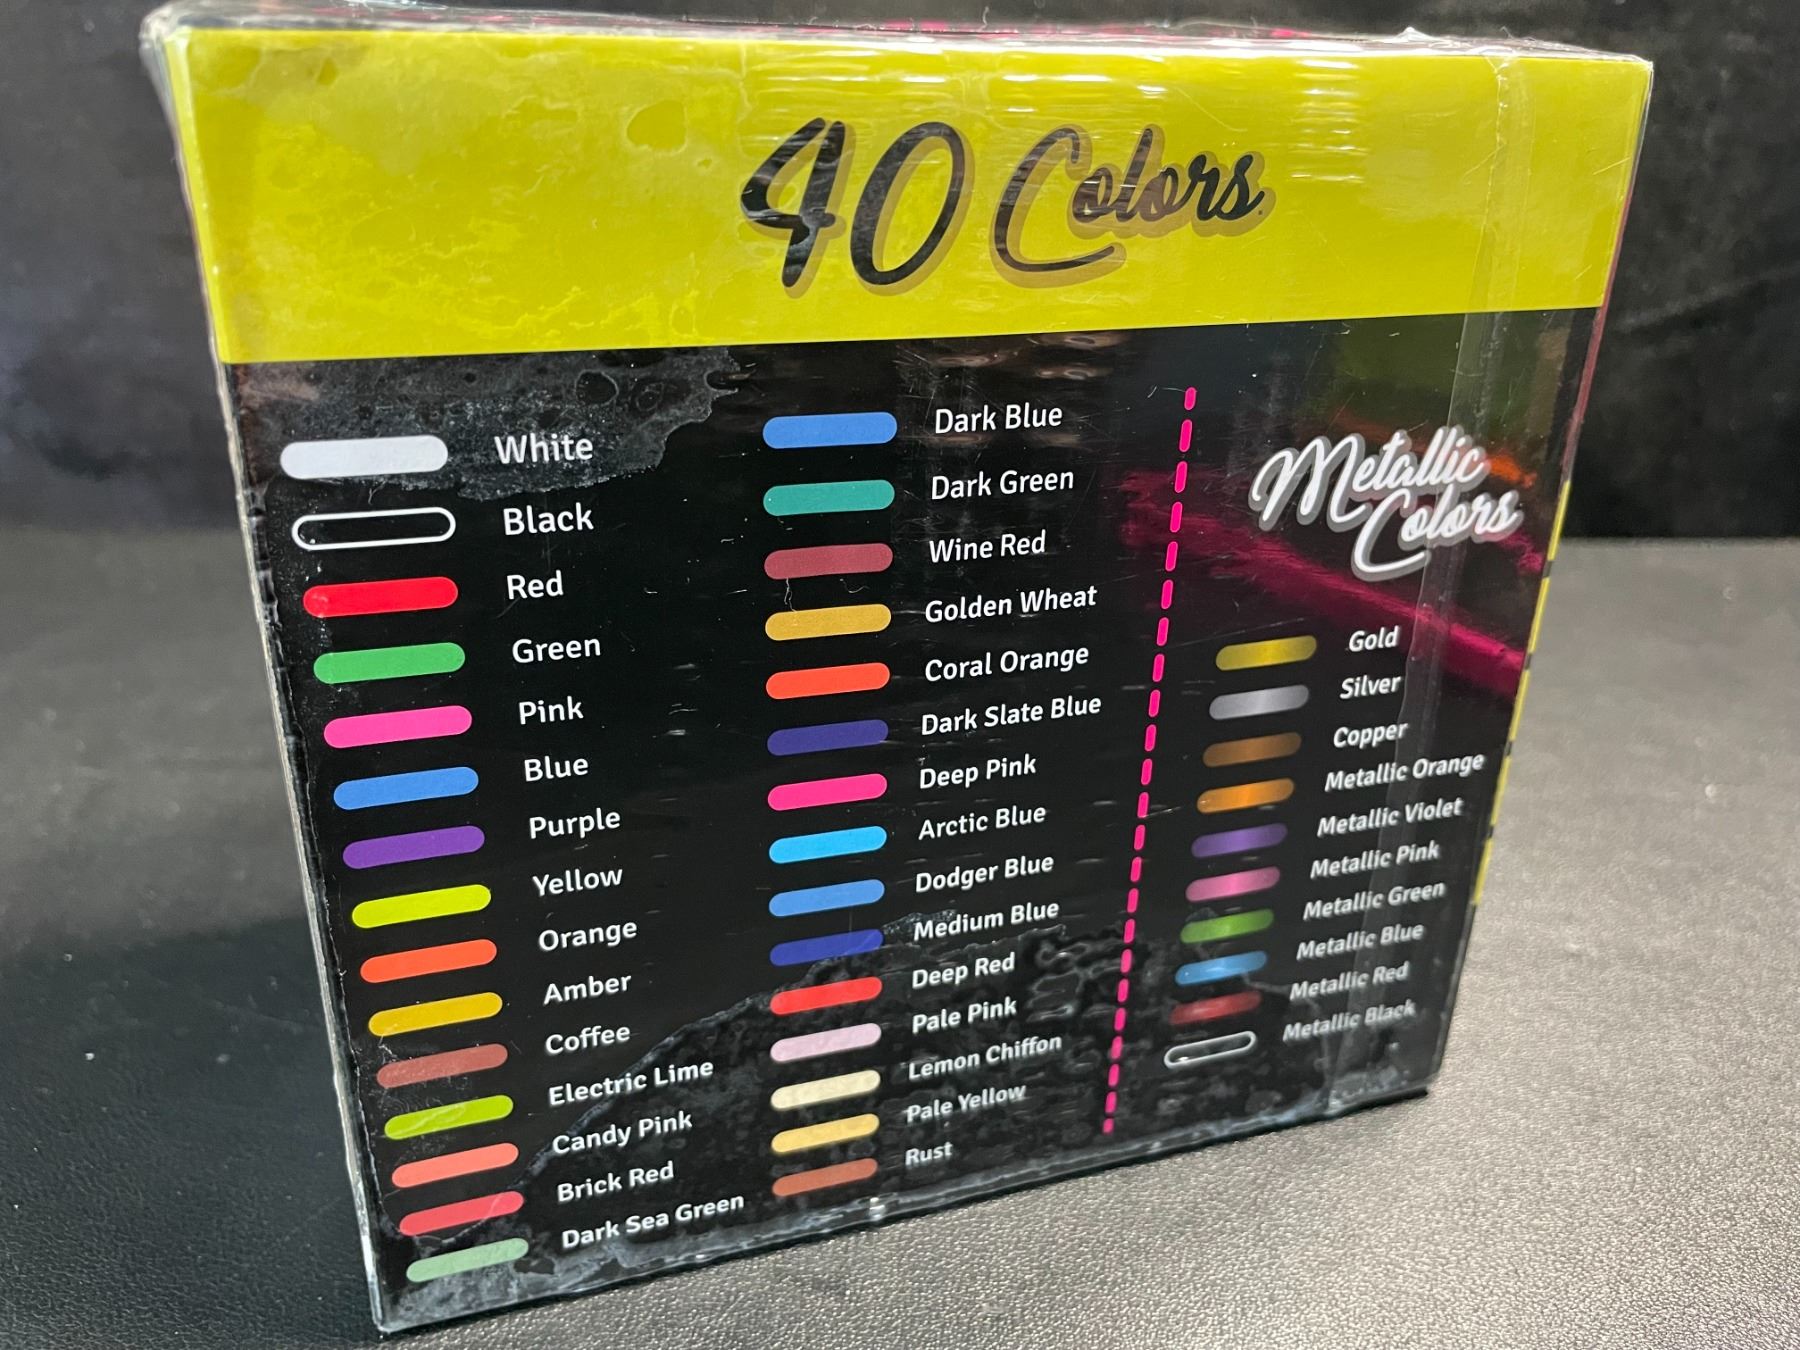 40 Colors
White
Black
Red
Green
Pink
Blue
Purple
Yellow
Orange
Amber
Coffee
Electric Lime
Candy Pink
Brick Red
Dark Sea Green
Dark Blue
Dark Green
Wine Red
Golden Wheat
Coral Orange
Dark Slate Blue
Deep Pink
Arctic Blue
Dodger Blue
Medium Blue
Deep Red
Pale Pink
Lemon Chiffon
Pale Yellow
Rust
Metallic
Colors
Gold
Silver
Copper
Metallic Orange
Metallic Violet
Metallic Pink
Metallic Green
Metallic Blue
Metallic Red
Metallic Black